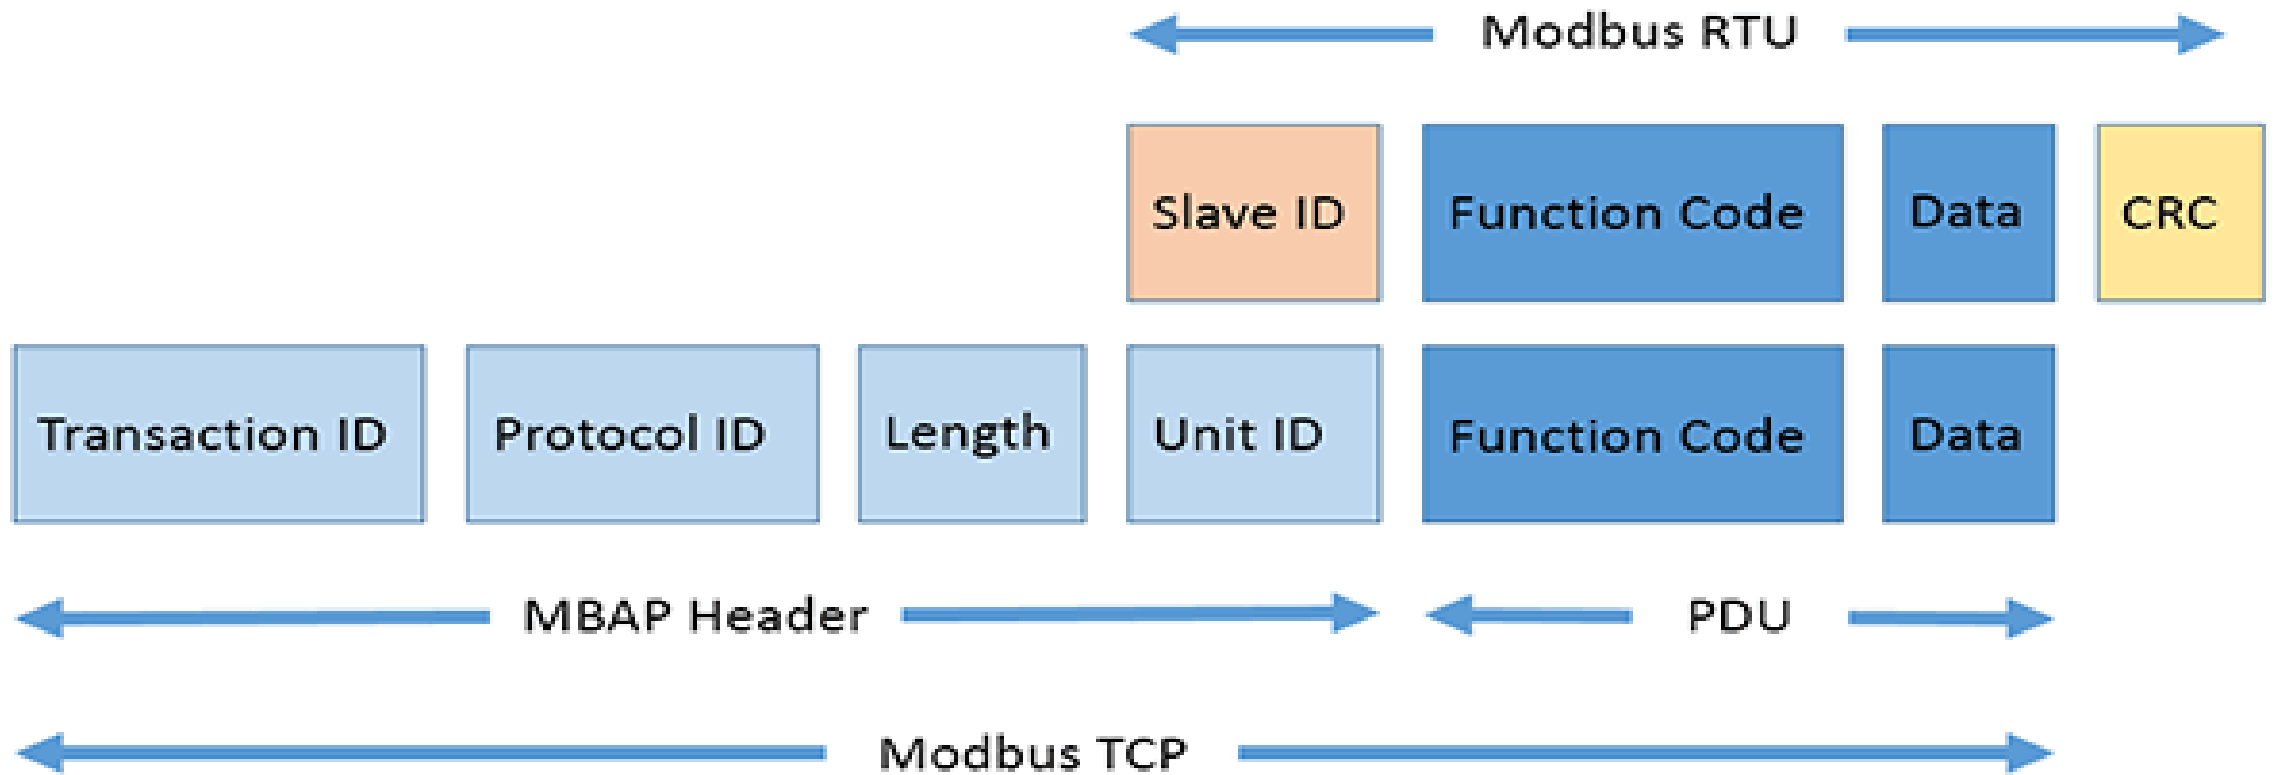 Modbus RTU
Slave ID Function Code Data CRC
Transaction ID Protocol ID Length Unit ID Function Code Data
MBAP Header PDU
Modbus TCP